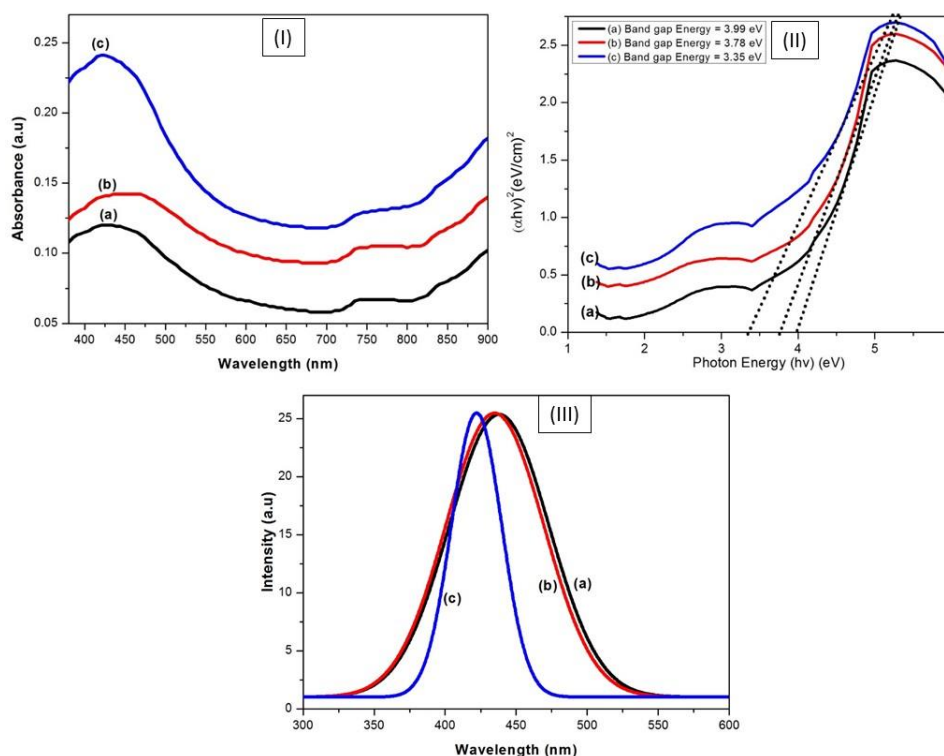 (I)
0.25
0.20
0.15
0.10
0.05
Absorbance (a.u)
(c)
(b)
(a)
400 450 500 550 600 650 700 750 800 850 900
Wavelength (nm)
(II)
(a) Band gap Energy = 3.99 eV
(b) Band gap Energy = 3.78 eV
(c) Band gap Energy = 3.35 eV
2.5
2.0
1.5
1.0
0.5
0.0
(αhν)²(eV/cm)²
(c)
(b)
(a)
1 2 3 4 5
Photon Energy (hν) (eV)
(III)
25
20
15
10
5
0
Intensity (a.u)
(c)
(b)
(a)
300 350 400 450 500 550 600
Wavelength (nm)